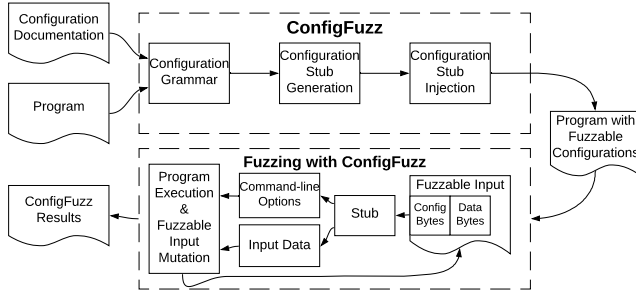 Configuration
Documentation
Program
ConfigFuzz
Configuration
Grammar
Configuration
Stub
Generation
Configuration
Stub
Injection
Program with
Fuzzable
Configurations
Fuzzing with ConfigFuzz
Program
Execution
&
Fuzzable
Input
Mutation
Command-line
Options
Input Data
Stub
Fuzzable Input
Config
Bytes
Data
Bytes
ConfigFuzz
Results